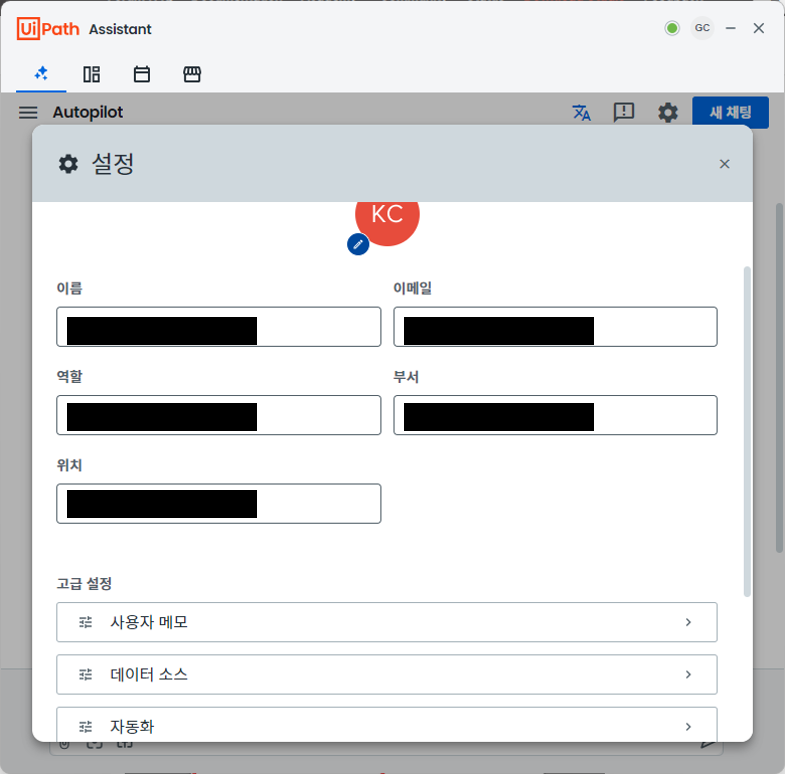 UiPath Assistant
GC
Autopilot
새 채팅
설정
KC
이름
이메일
역할
부서
위치
고급 설정
사용자 메모
데이터 소스
자동화